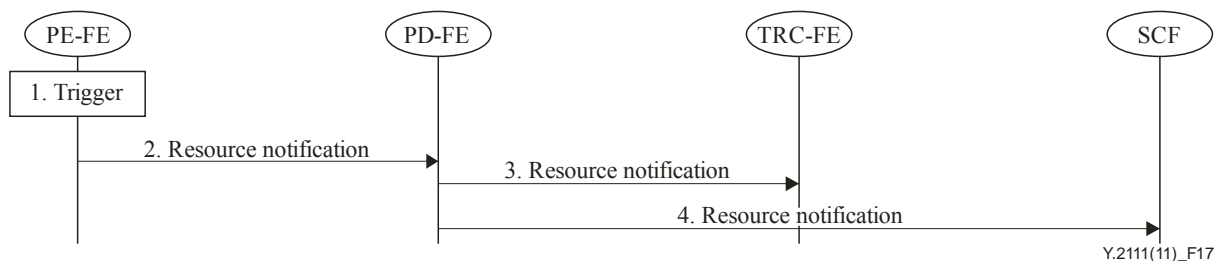 PE-FE
PD-FE
TRC-FE
SCF
1. Trigger
2. Resource notification
3. Resource notification
4. Resource notification
Y.2111(11)_F17